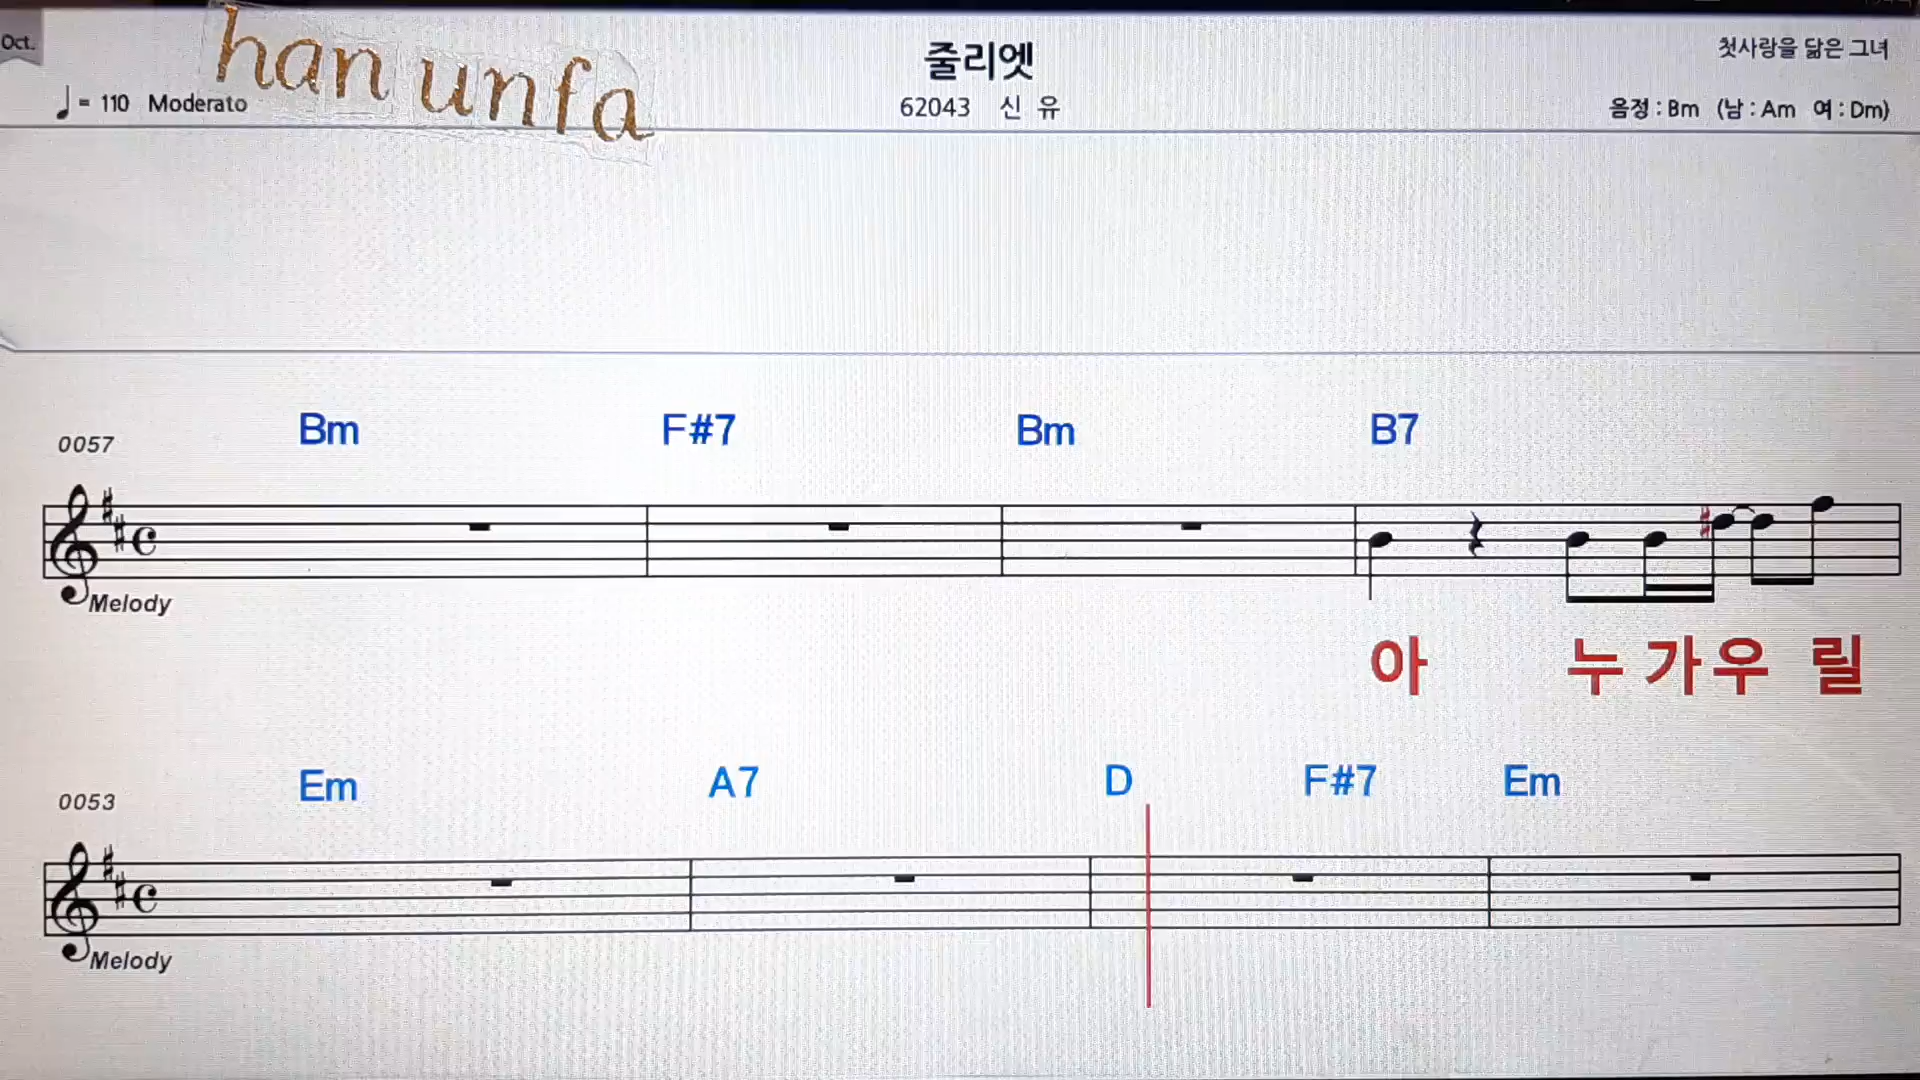 Oct.
han unfa
줄리엣
첫사랑을 닮은 그녀
♩= 110 Moderato
62043 신 유
음정 : Bm (남 : Am 여 : Dm)
Bm F#7 Bm B7
0057
Melody
아 누 가 우 릴
Em A7 D F#7 Em
0053
Melody